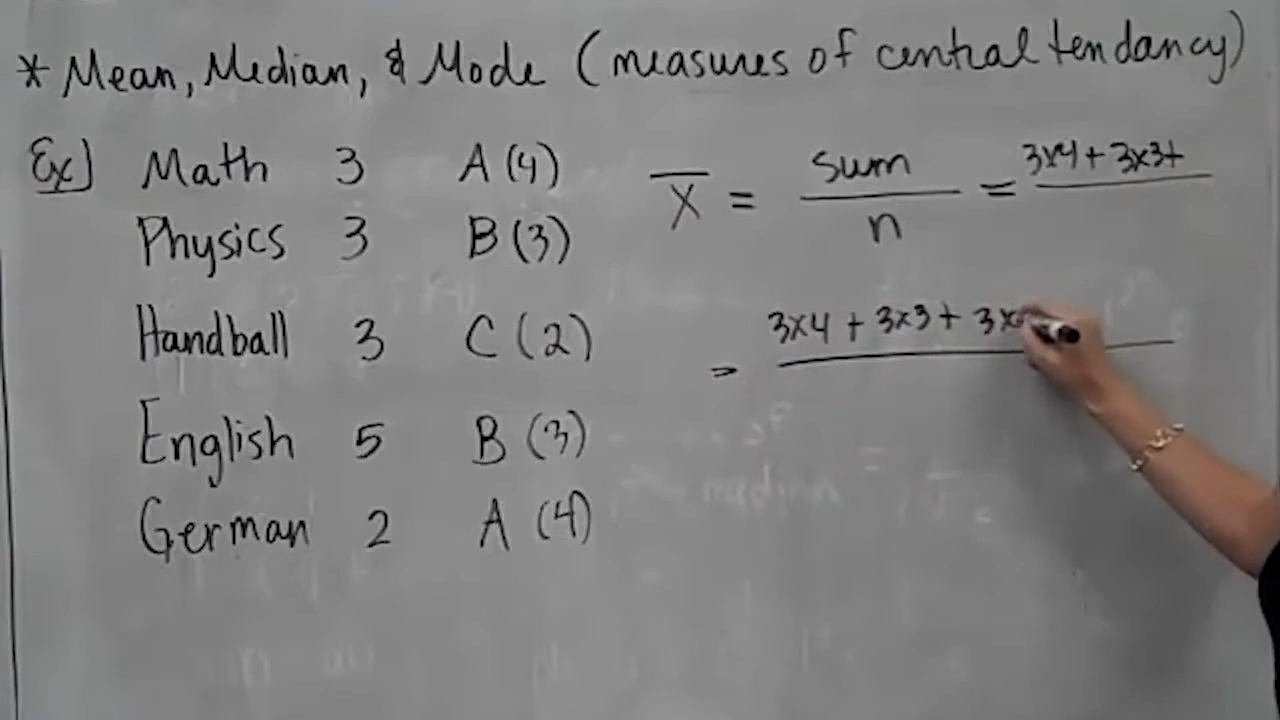 * Mean, Median, & Mode (measures of central tendancy)
Ex] Math 3 A (4)
Physics 3 B (3)
Handball 3 C (2)
English 5 B (3)
German 2 A (4)
X = sum / n = 3x4 + 3x3+
= 3x4 + 3x3 + 3x
median